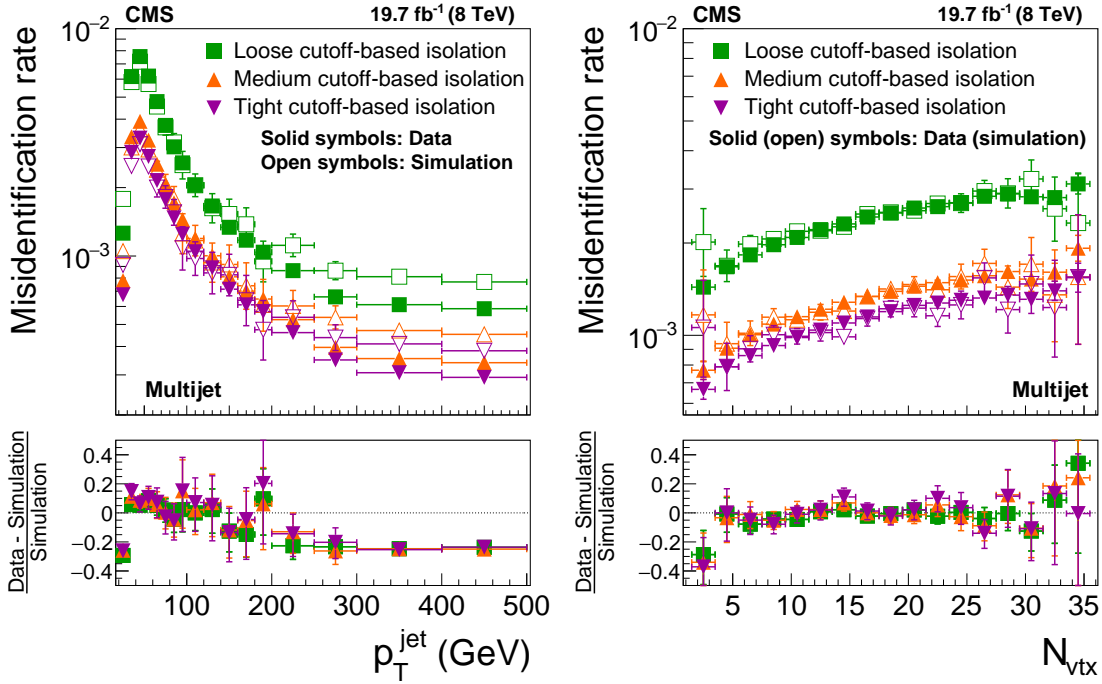 CMS 19.7 fb⁻¹ (8 TeV)
Misidentification rate
10⁻²
10⁻³
Loose cutoff-based isolation
Medium cutoff-based isolation
Tight cutoff-based isolation
Solid symbols: Data
Open symbols: Simulation
Multijet
Data - Simulation
Simulation
0.4
0.2
0
−0.2
−0.4
100 200 300 400 500
p_T^jet (GeV)
CMS 19.7 fb⁻¹ (8 TeV)
Misidentification rate
10⁻²
10⁻³
Loose cutoff-based isolation
Medium cutoff-based isolation
Tight cutoff-based isolation
Solid (open) symbols: Data (simulation)
Multijet
Data - Simulation
Simulation
0.4
0.2
0
−0.2
−0.4
5 10 15 20 25 30 35
N_vtx